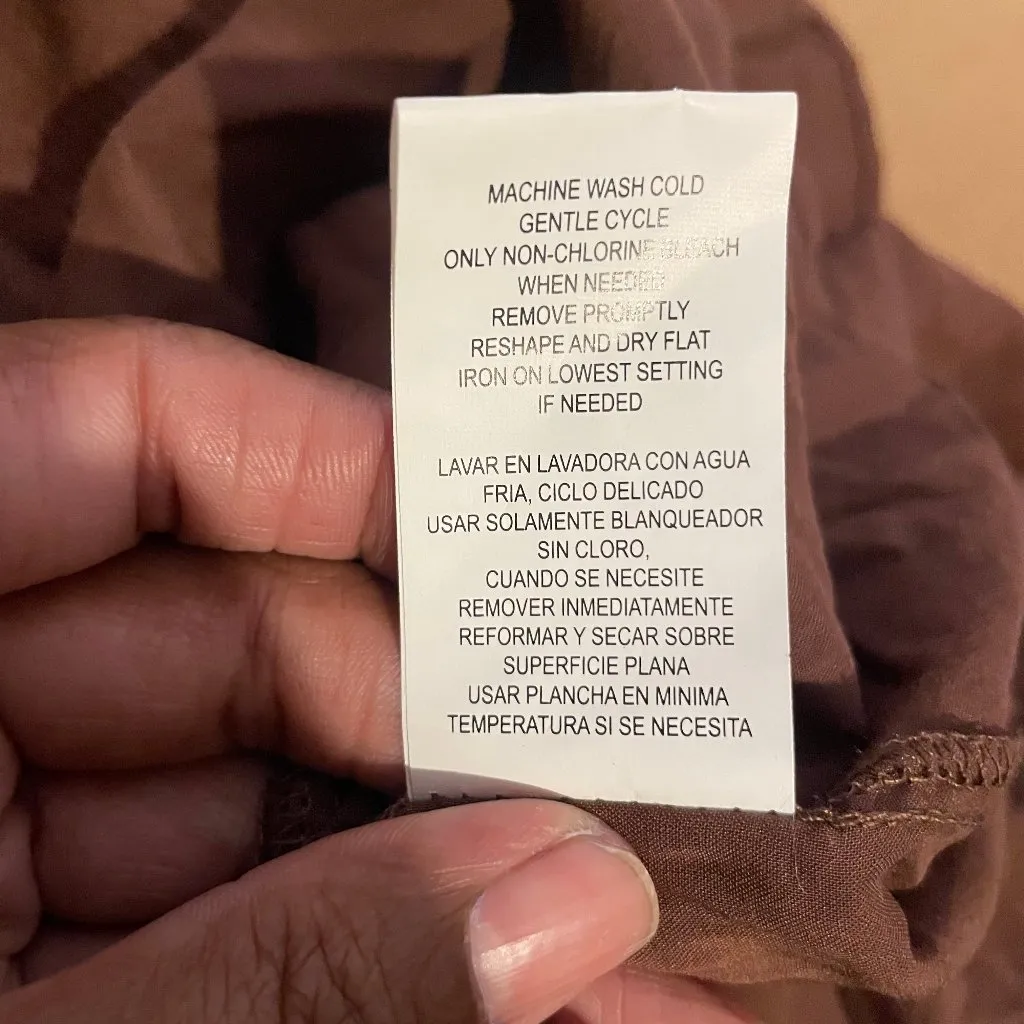 MACHINE WASH COLD
GENTLE CYCLE
ONLY NON-CHLORINE BLEACH
WHEN NEEDED
REMOVE PROMPTLY
RESHAPE AND DRY FLAT
IRON ON LOWEST SETTING
IF NEEDED
LAVAR EN LAVADORA CON AGUA
FRIA, CICLO DELICADO
USAR SOLAMENTE BLANQUEADOR
SIN CLORO,
CUANDO SE NECESITE
REMOVER INMEDIATAMENTE
REFORMAR Y SECAR SOBRE
SUPERFICIE PLANA
USAR PLANCHA EN MINIMA
TEMPERATURA SI SE NECESITA